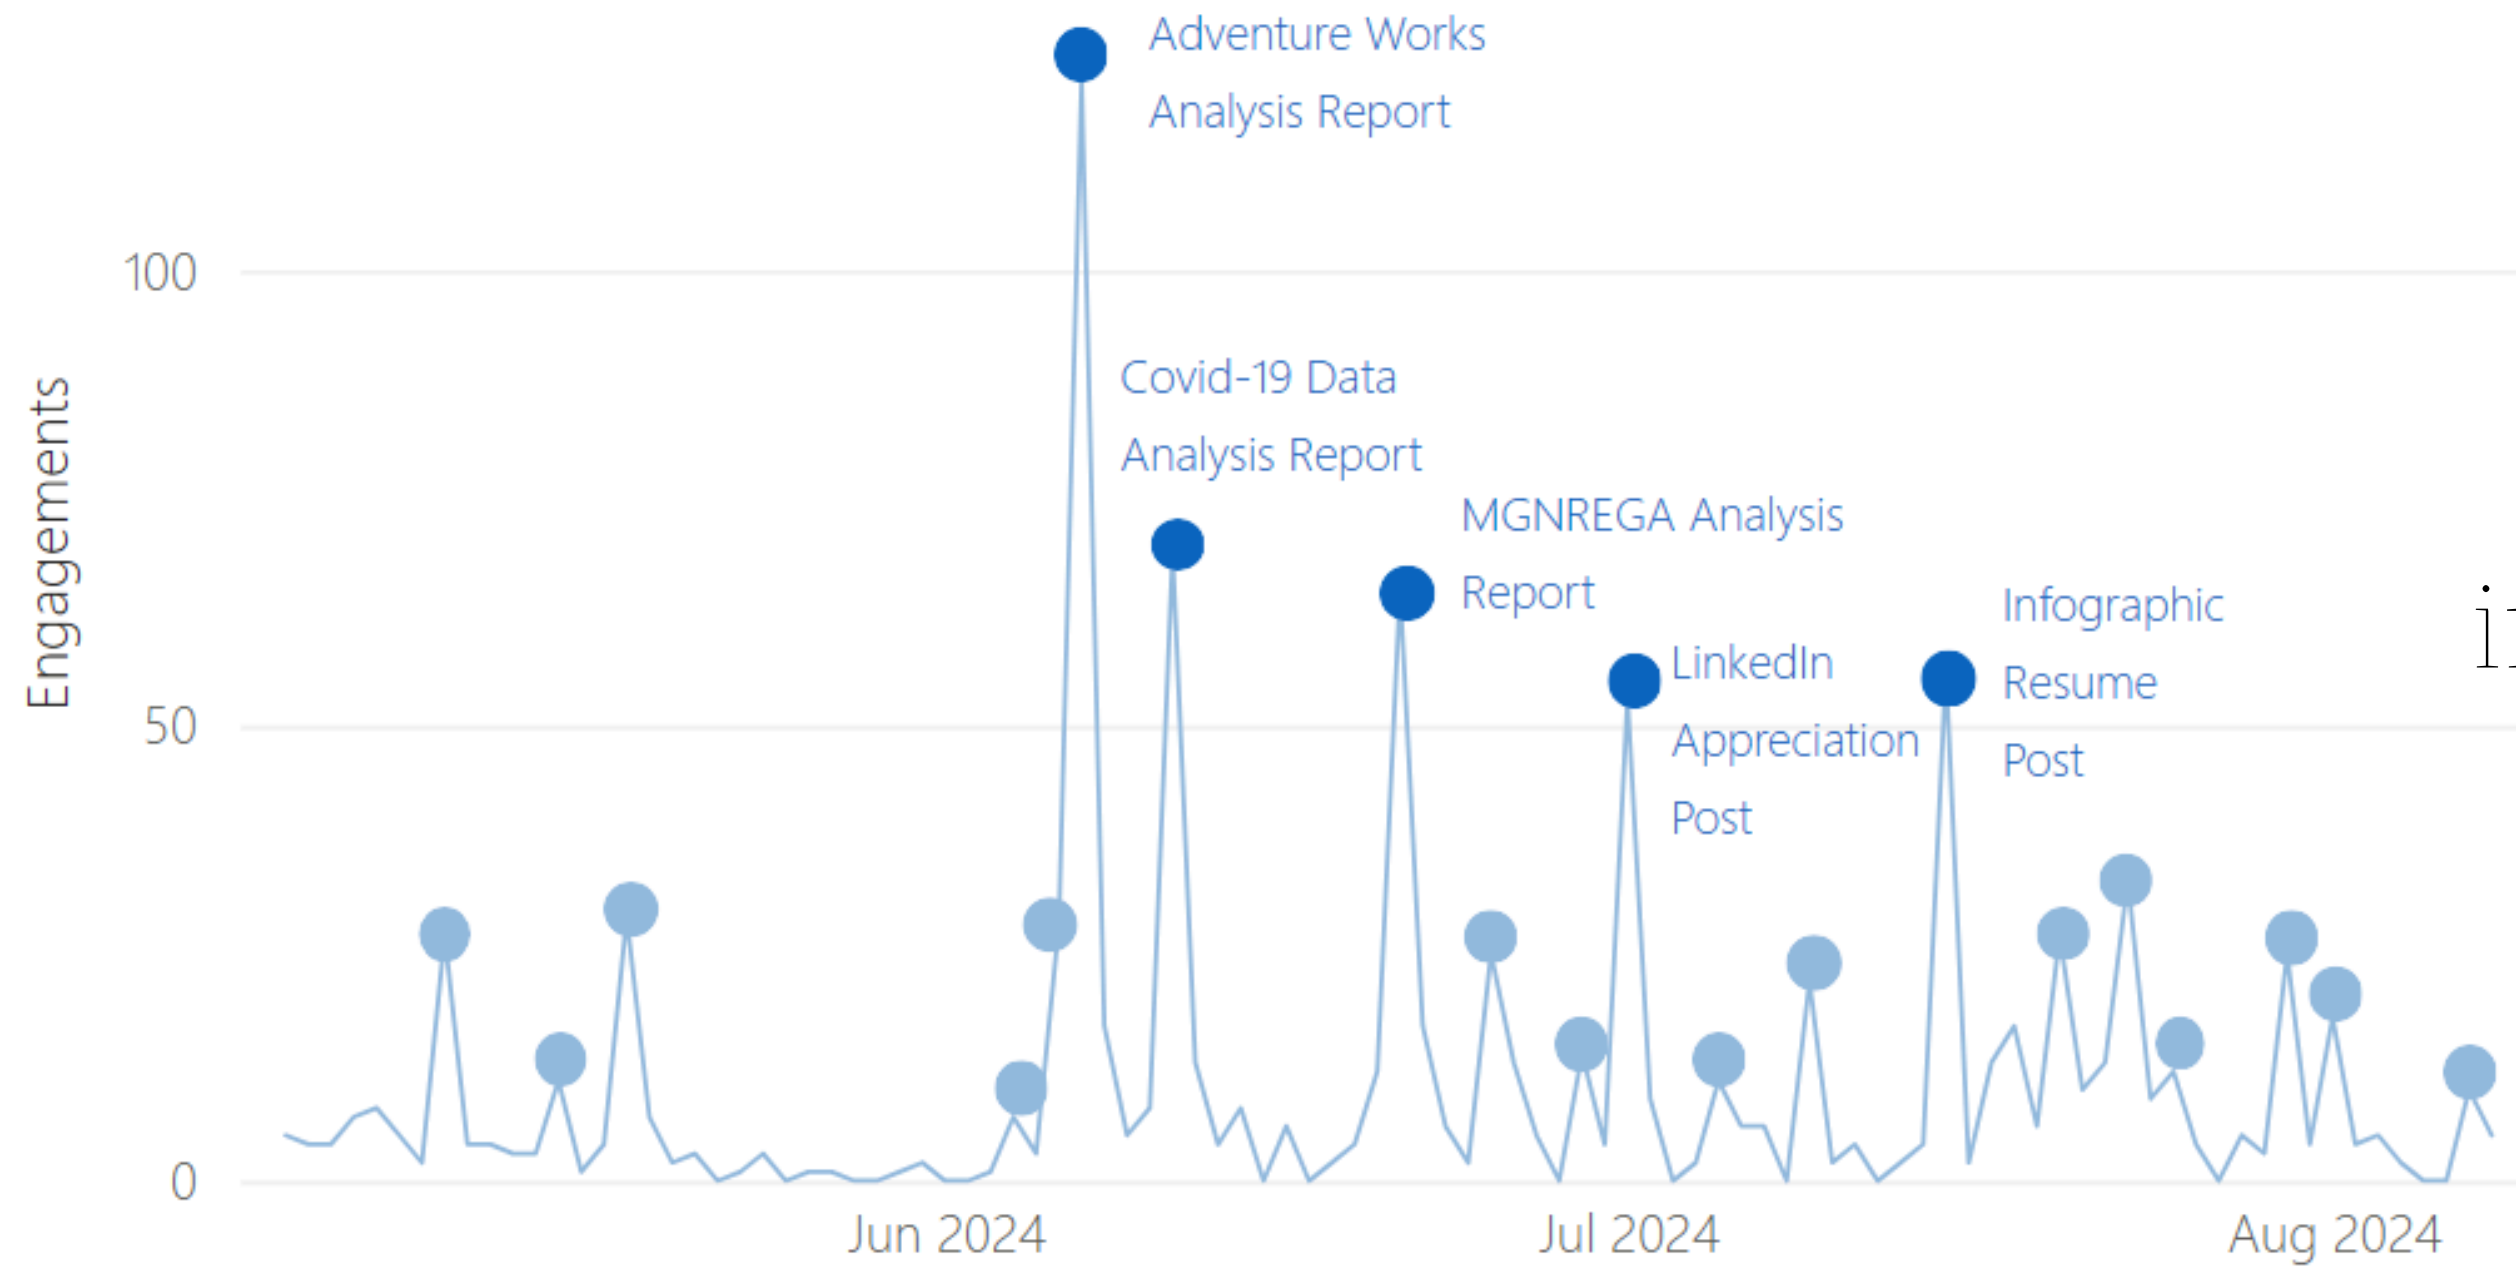 Adventure Works
Analysis Report
100
Covid-19 Data
Analysis Report
Engagements
MGNREGA Analysis
Report
Infographic
Resume
Post
LinkedIn
Appreciation
Post
50
0
Jun 2024
Jul 2024
Aug 2024